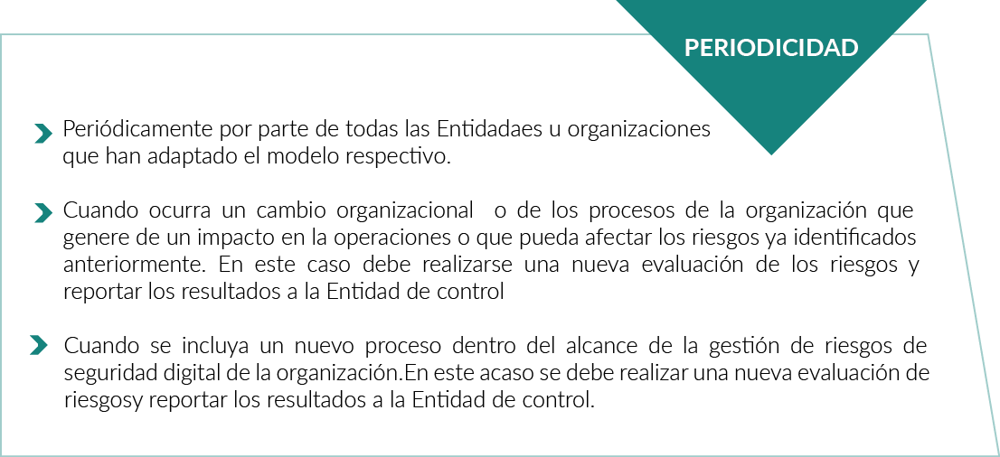 PERIODICIDAD
Periódicamente por parte de todas las Entidadaes u organizaciones
que han adaptado el modelo respectivo.
Cuando ocurra un cambio organizacional o de los procesos de la organización que
genere de un impacto en la operaciones o que pueda afectar los riesgos ya identificados
anteriormente. En este caso debe realizarse una nueva evaluación de los riesgos y
reportar los resultados a la Entidad de control
Cuando se incluya un nuevo proceso dentro del alcance de la gestión de riesgos de
seguridad digital de la organización.En este acaso se debe realizar una nueva evaluación de
riesgosy reportar los resultados a la Entidad de control.